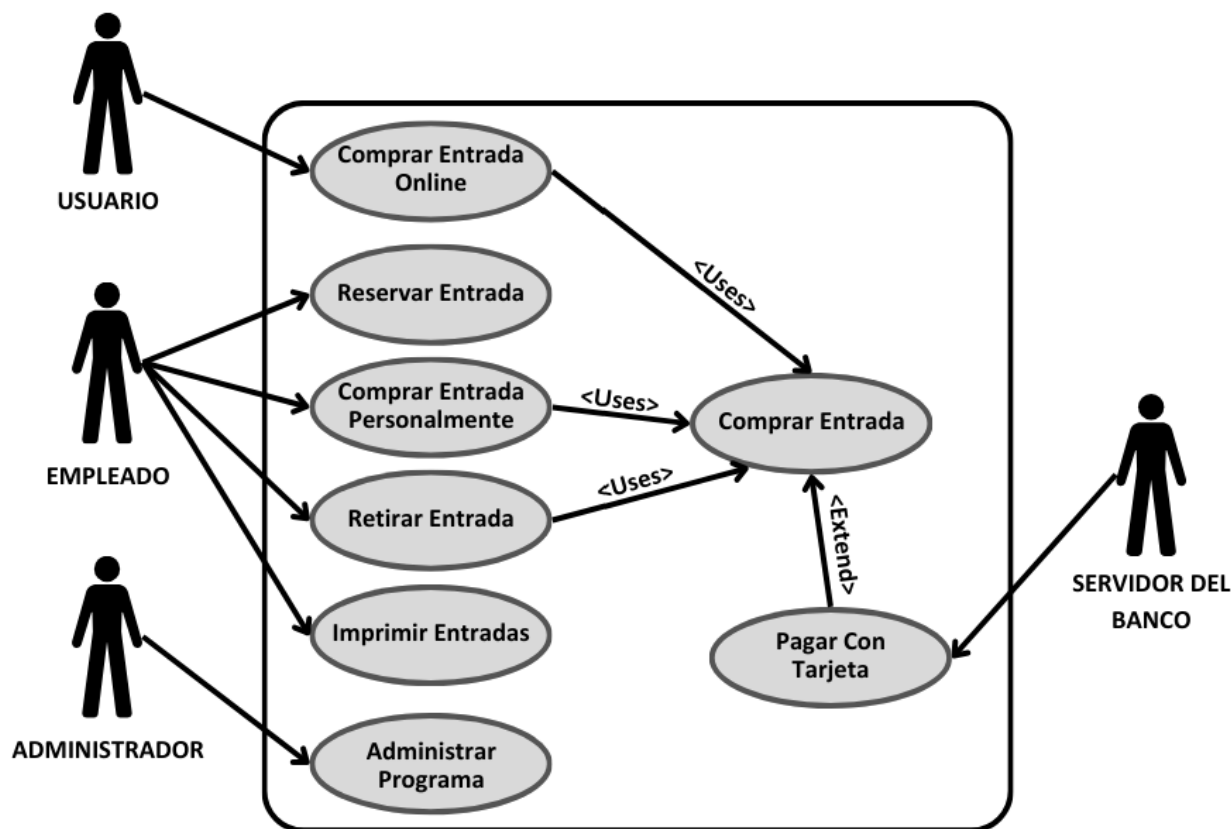 USUARIO
EMPLEADO
ADMINISTRADOR
Comprar Entrada
Online
Reservar Entrada
Comprar Entrada
Personalmente
Retirar Entrada
Imprimir Entradas
Administrar
Programa
<Uses>
<Uses>
<Uses>
Comprar Entrada
<Extend>
Pagar Con
Tarjeta
SERVIDOR DEL
BANCO